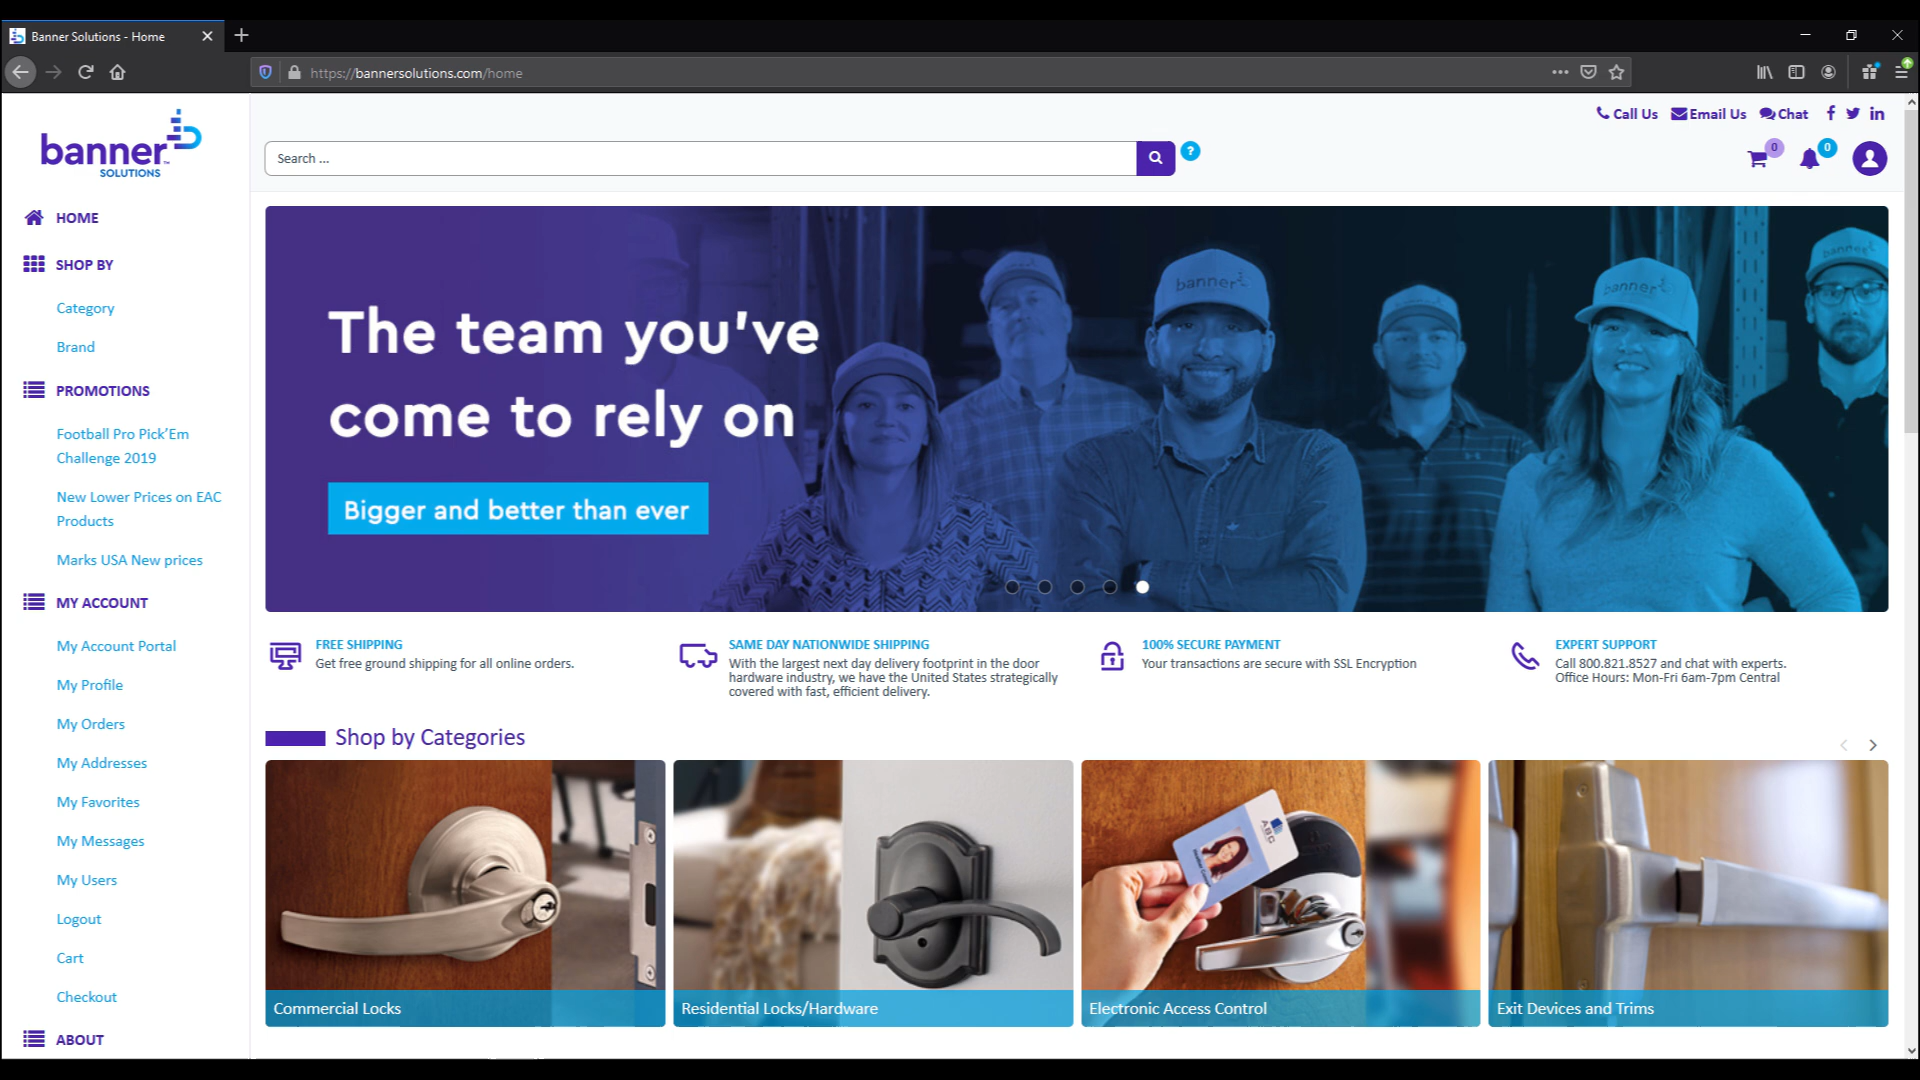 Banner Solutions - Home
https://bannersolutions.com/home
banner
SOLUTIONS
Call Us
Email Us
Chat
Search ...
?
0
0
HOME
SHOP BY
Category
Brand
PROMOTIONS
Football Pro Pick'Em
Challenge 2019
New Lower Prices on EAC
Products
Marks USA New prices
MY ACCOUNT
My Account Portal
My Profile
My Orders
My Addresses
My Favorites
My Messages
My Users
Logout
Cart
Checkout
ABOUT
The team you've
come to rely on
Bigger and better than ever
banner
banner
banner
FREE SHIPPING
Get free ground shipping for all online orders.
SAME DAY NATIONWIDE SHIPPING
With the largest next day delivery footprint in the door
hardware industry, we have the United States strategically
covered with fast, efficient delivery.
100% SECURE PAYMENT
Your transactions are secure with SSL Encryption
EXPERT SUPPORT
Call 800.821.8527 and chat with experts.
Office Hours: Mon-Fri 6am-7pm Central
Shop by Categories
ABC
Commercial Locks
Residential Locks/Hardware
Electronic Access Control
Exit Devices and Trims